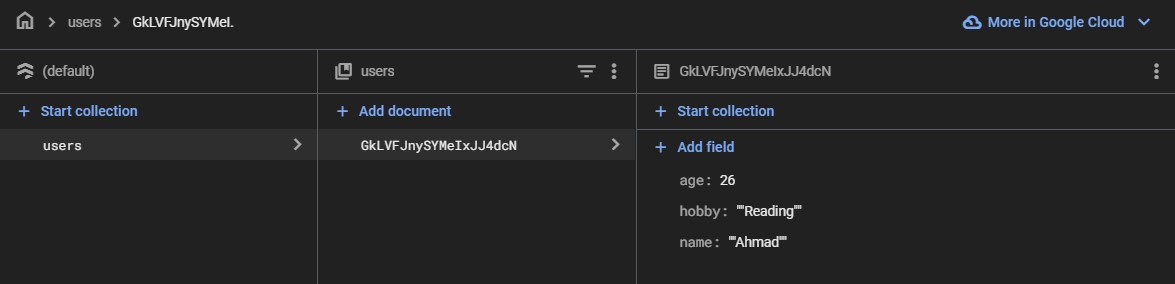 users GkLVFJnySYMeI.
More in Google Cloud
(default)
users
GkLVFJnySYMeIxJJ4dcN
Start collection
Add document
Start collection
users
GkLVFJnySYMeIxJJ4dcN
Add field
age: 26
hobby: ""Reading""
name: ""Ahmad""